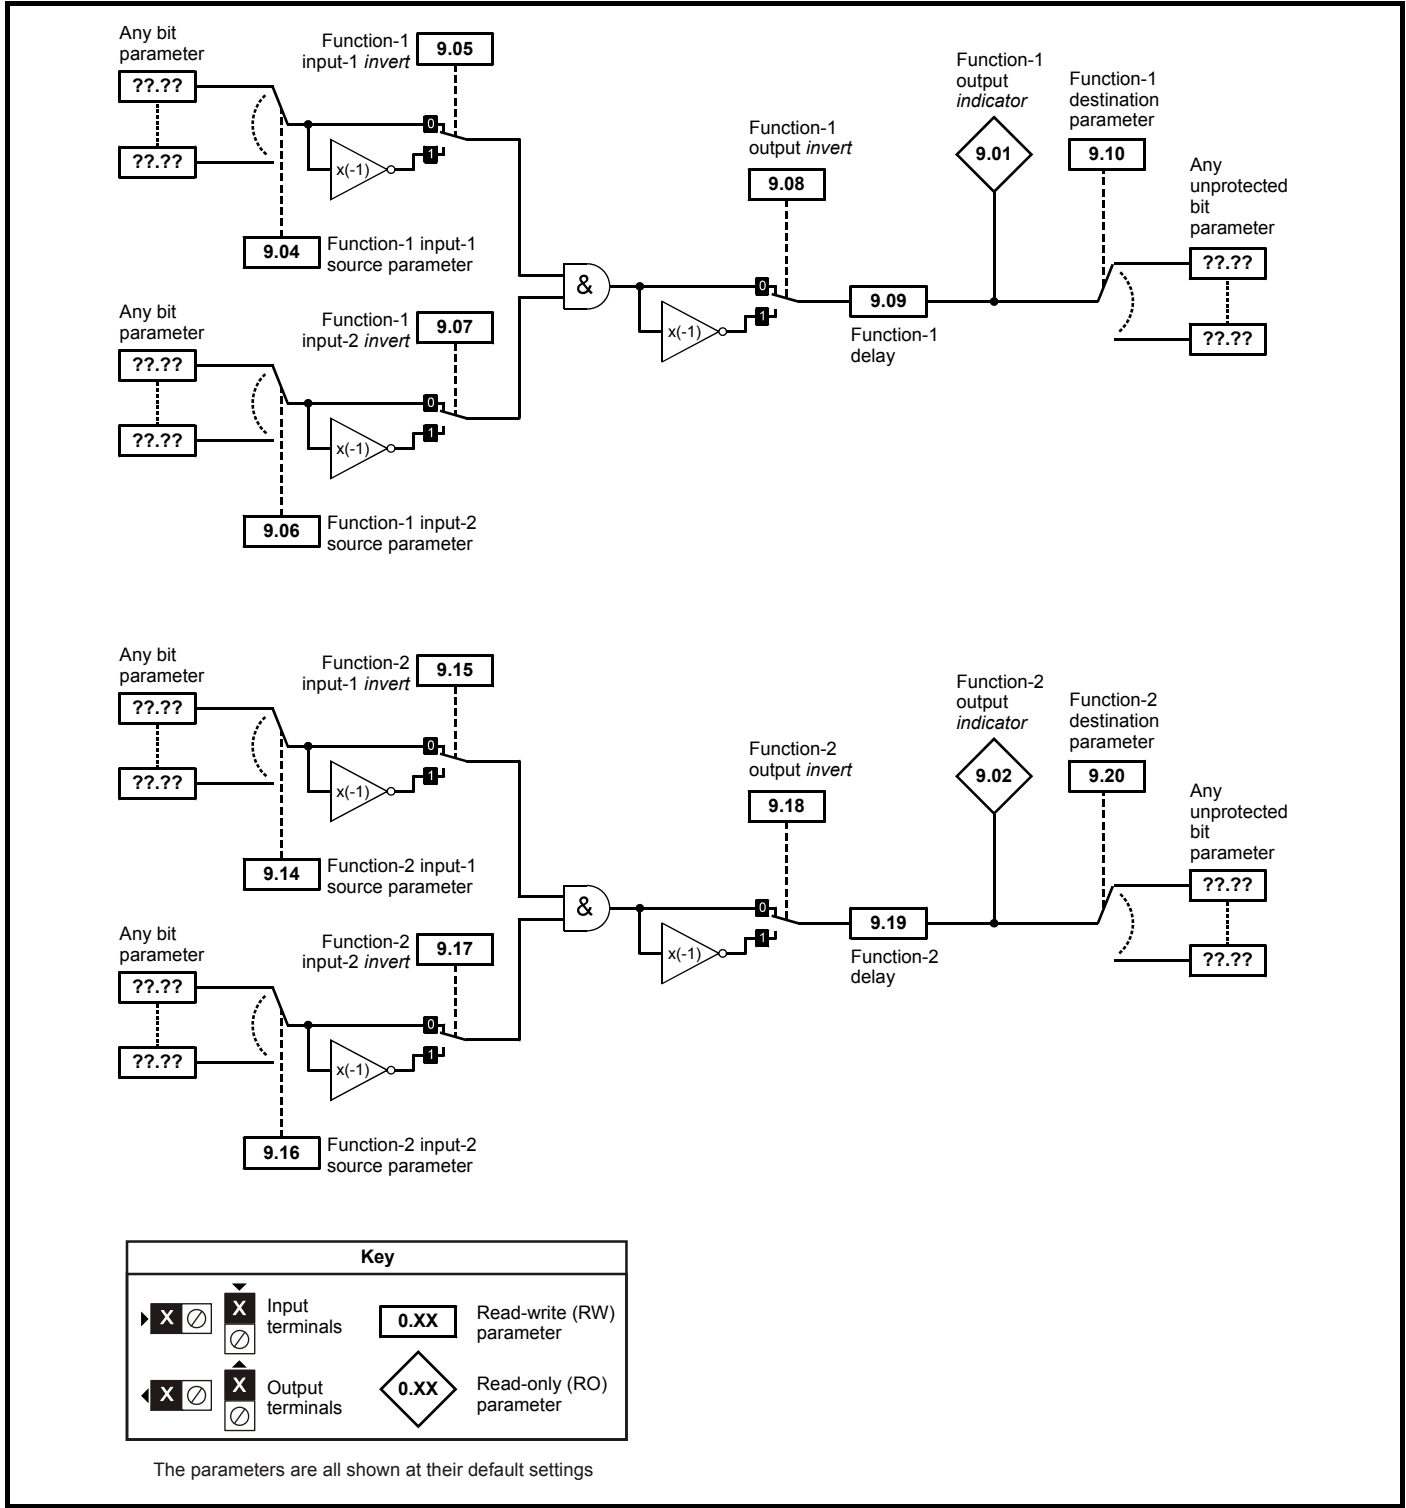 Any bit
parameter
??.??
??.??
Function-1
input-1 invert
9.05
0
1
x(-1)
9.04
Function-1 input-1
source parameter
Any bit
parameter
??.??
??.??
Function-1
input-2 invert
9.07
0
1
x(-1)
9.06
Function-1 input-2
source parameter
&
Function-1
output invert
9.08
0
1
x(-1)
9.09
Function-1
delay
Function-1
output
indicator
9.01
Function-1
destination
parameter
9.10
Any
unprotected
bit
parameter
??.??
??.??
Any bit
parameter
??.??
??.??
Function-2
input-1 invert
9.15
0
1
x(-1)
9.14
Function-2 input-1
source parameter
Any bit
parameter
??.??
??.??
Function-2
input-2 invert
9.17
0
1
x(-1)
9.16
Function-2 input-2
source parameter
&
Function-2
output invert
9.18
0
1
x(-1)
9.19
Function-2
delay
Function-2
output
indicator
9.02
Function-2
destination
parameter
9.20
Any
unprotected
bit
parameter
??.??
??.??
Key
X
X
Input
terminals
0.XX
Read-write (RW)
parameter
X
X
Output
terminals
0.XX
Read-only (RO)
parameter
The parameters are all shown at their default settings